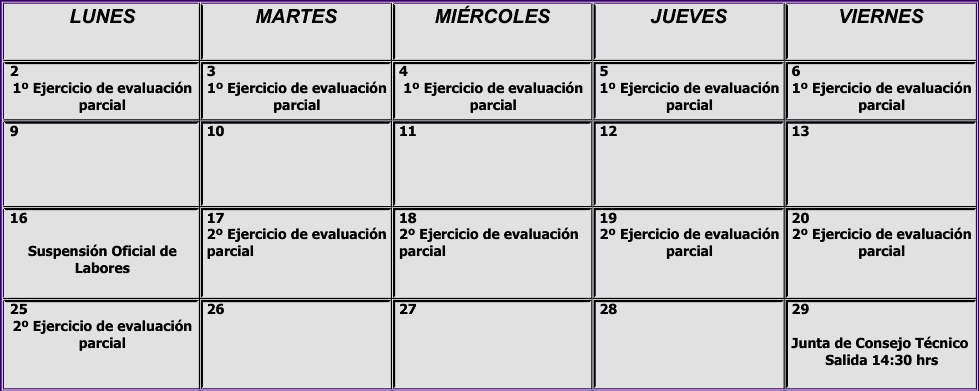 LUNES MARTES MIÉRCOLES JUEVES VIERNES
2 3 4 5 6
1º Ejercicio de evaluación 1º Ejercicio de evaluación 1º Ejercicio de evaluación 1º Ejercicio de evaluación 1º Ejercicio de evaluación
parcial parcial parcial parcial parcial
9 10 11 12 13
16 17 18 19 20
2º Ejercicio de evaluación 2º Ejercicio de evaluación 2º Ejercicio de evaluación 2º Ejercicio de evaluación
Suspensión Oficial de parcial parcial parcial parcial
Labores
25 26 27 28 29
2º Ejercicio de evaluación
parcial Junta de Consejo Técnico
Salida 14:30 hrs